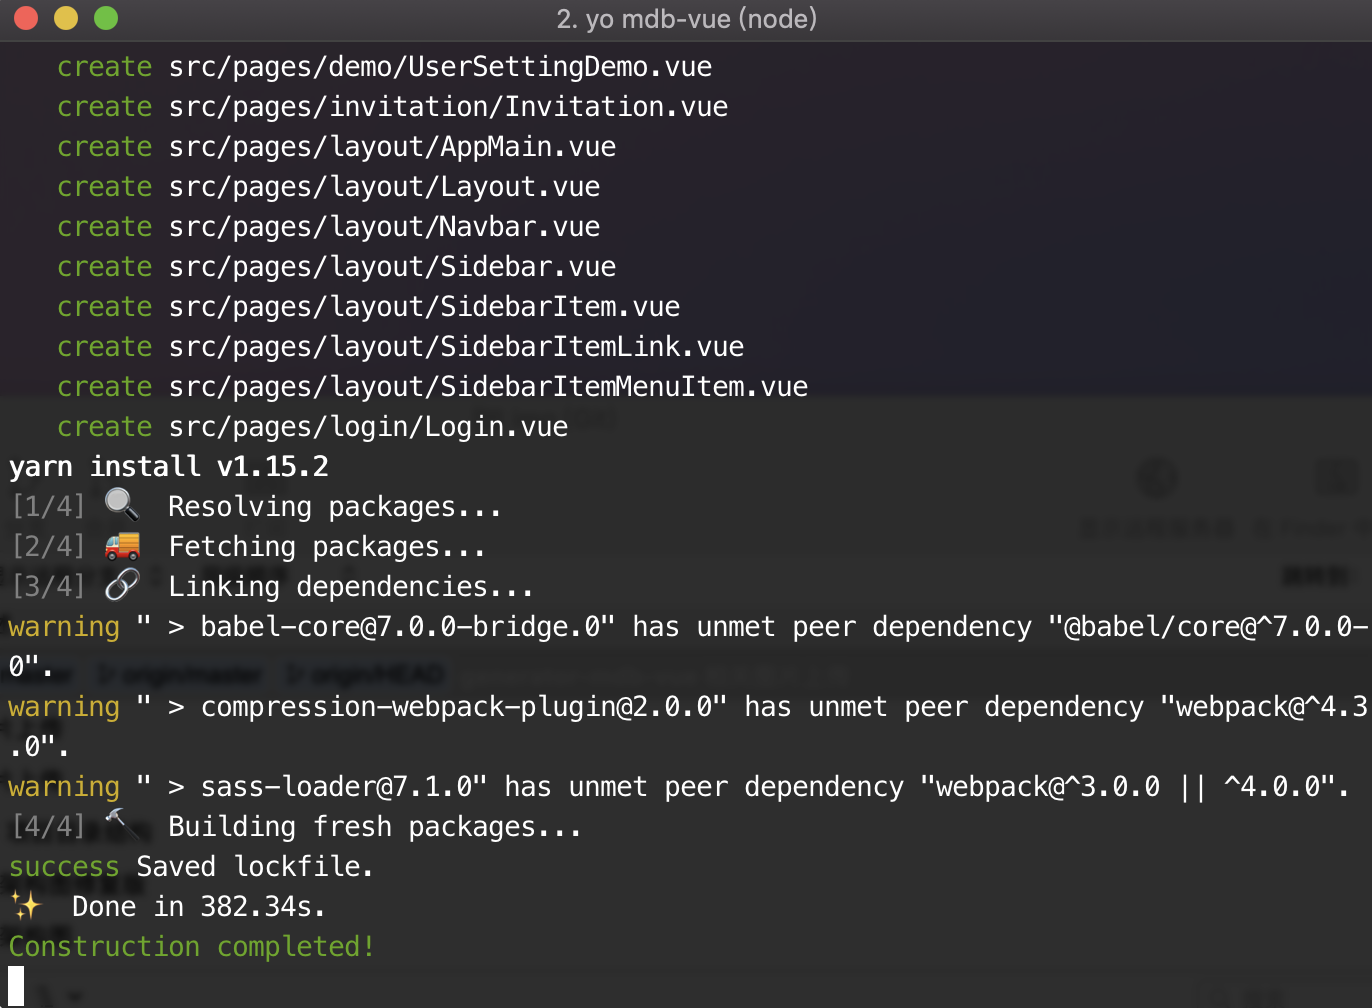 2. yo mdb-vue (node)
create src/pages/demo/UserSettingDemo.vue
create src/pages/invitation/Invitation.vue
create src/pages/layout/AppMain.vue
create src/pages/layout/Layout.vue
create src/pages/layout/Navbar.vue
create src/pages/layout/Sidebar.vue
create src/pages/layout/SidebarItem.vue
create src/pages/layout/SidebarItemLink.vue
create src/pages/layout/SidebarItemMenuItem.vue
create src/pages/login/Login.vue
yarn install v1.15.2
[1/4] 🔍 Resolving packages...
[2/4] 🚚 Fetching packages...
[3/4] 🔗 Linking dependencies...
warning " > babel-core@7.0.0-bridge.0" has unmet peer dependency "@babel/core@^7.0.0-
0".
warning " > compression-webpack-plugin@2.0.0" has unmet peer dependency "webpack@^4.3
.0".
warning " > sass-loader@7.1.0" has unmet peer dependency "webpack@^3.0.0 || ^4.0.0".
[4/4] 🔨 Building fresh packages...
success Saved lockfile.
✨ Done in 382.34s.
Construction completed!
origin/master origin/HEAD